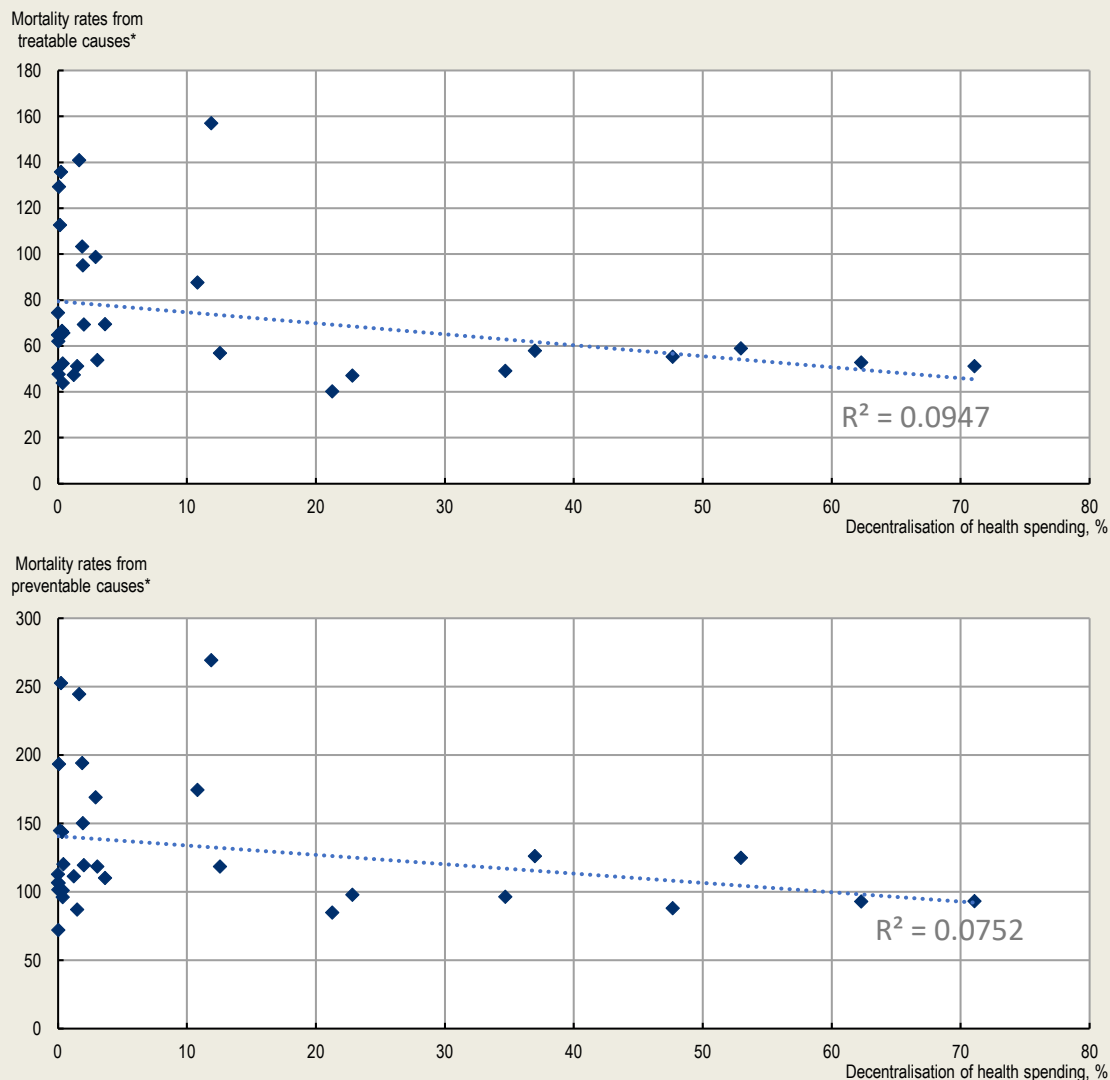 Mortality rates from
treatable causes*
180
160
140
120
100
80
60
40
20
0
R² = 0.0947
0 10 20 30 40 50 60 70 80
Decentralisation of health spending, %
Mortality rates from
preventable causes*
300
250
200
150
100
50
0
R² = 0.0752
0 10 20 30 40 50 60 70 80
Decentralisation of health spending, %